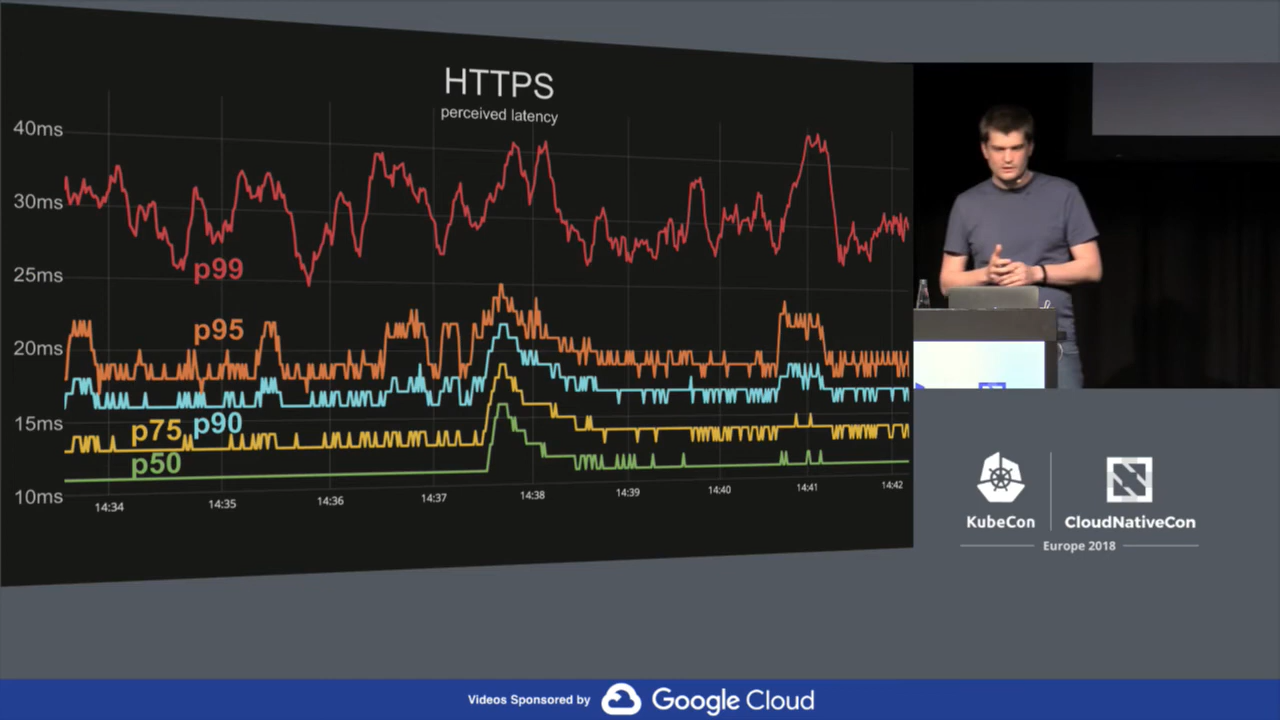 HTTPS
perceived latency
40ms
30ms
25ms
20ms
15ms
10ms
p99
p95
p90
p75
p50
14:34
14:35
14:36
14:37
14:38
14:39
14:40
14:41
14:42
KubeCon
CloudNativeCon
Europe 2018
Videos Sponsored by
Google Cloud